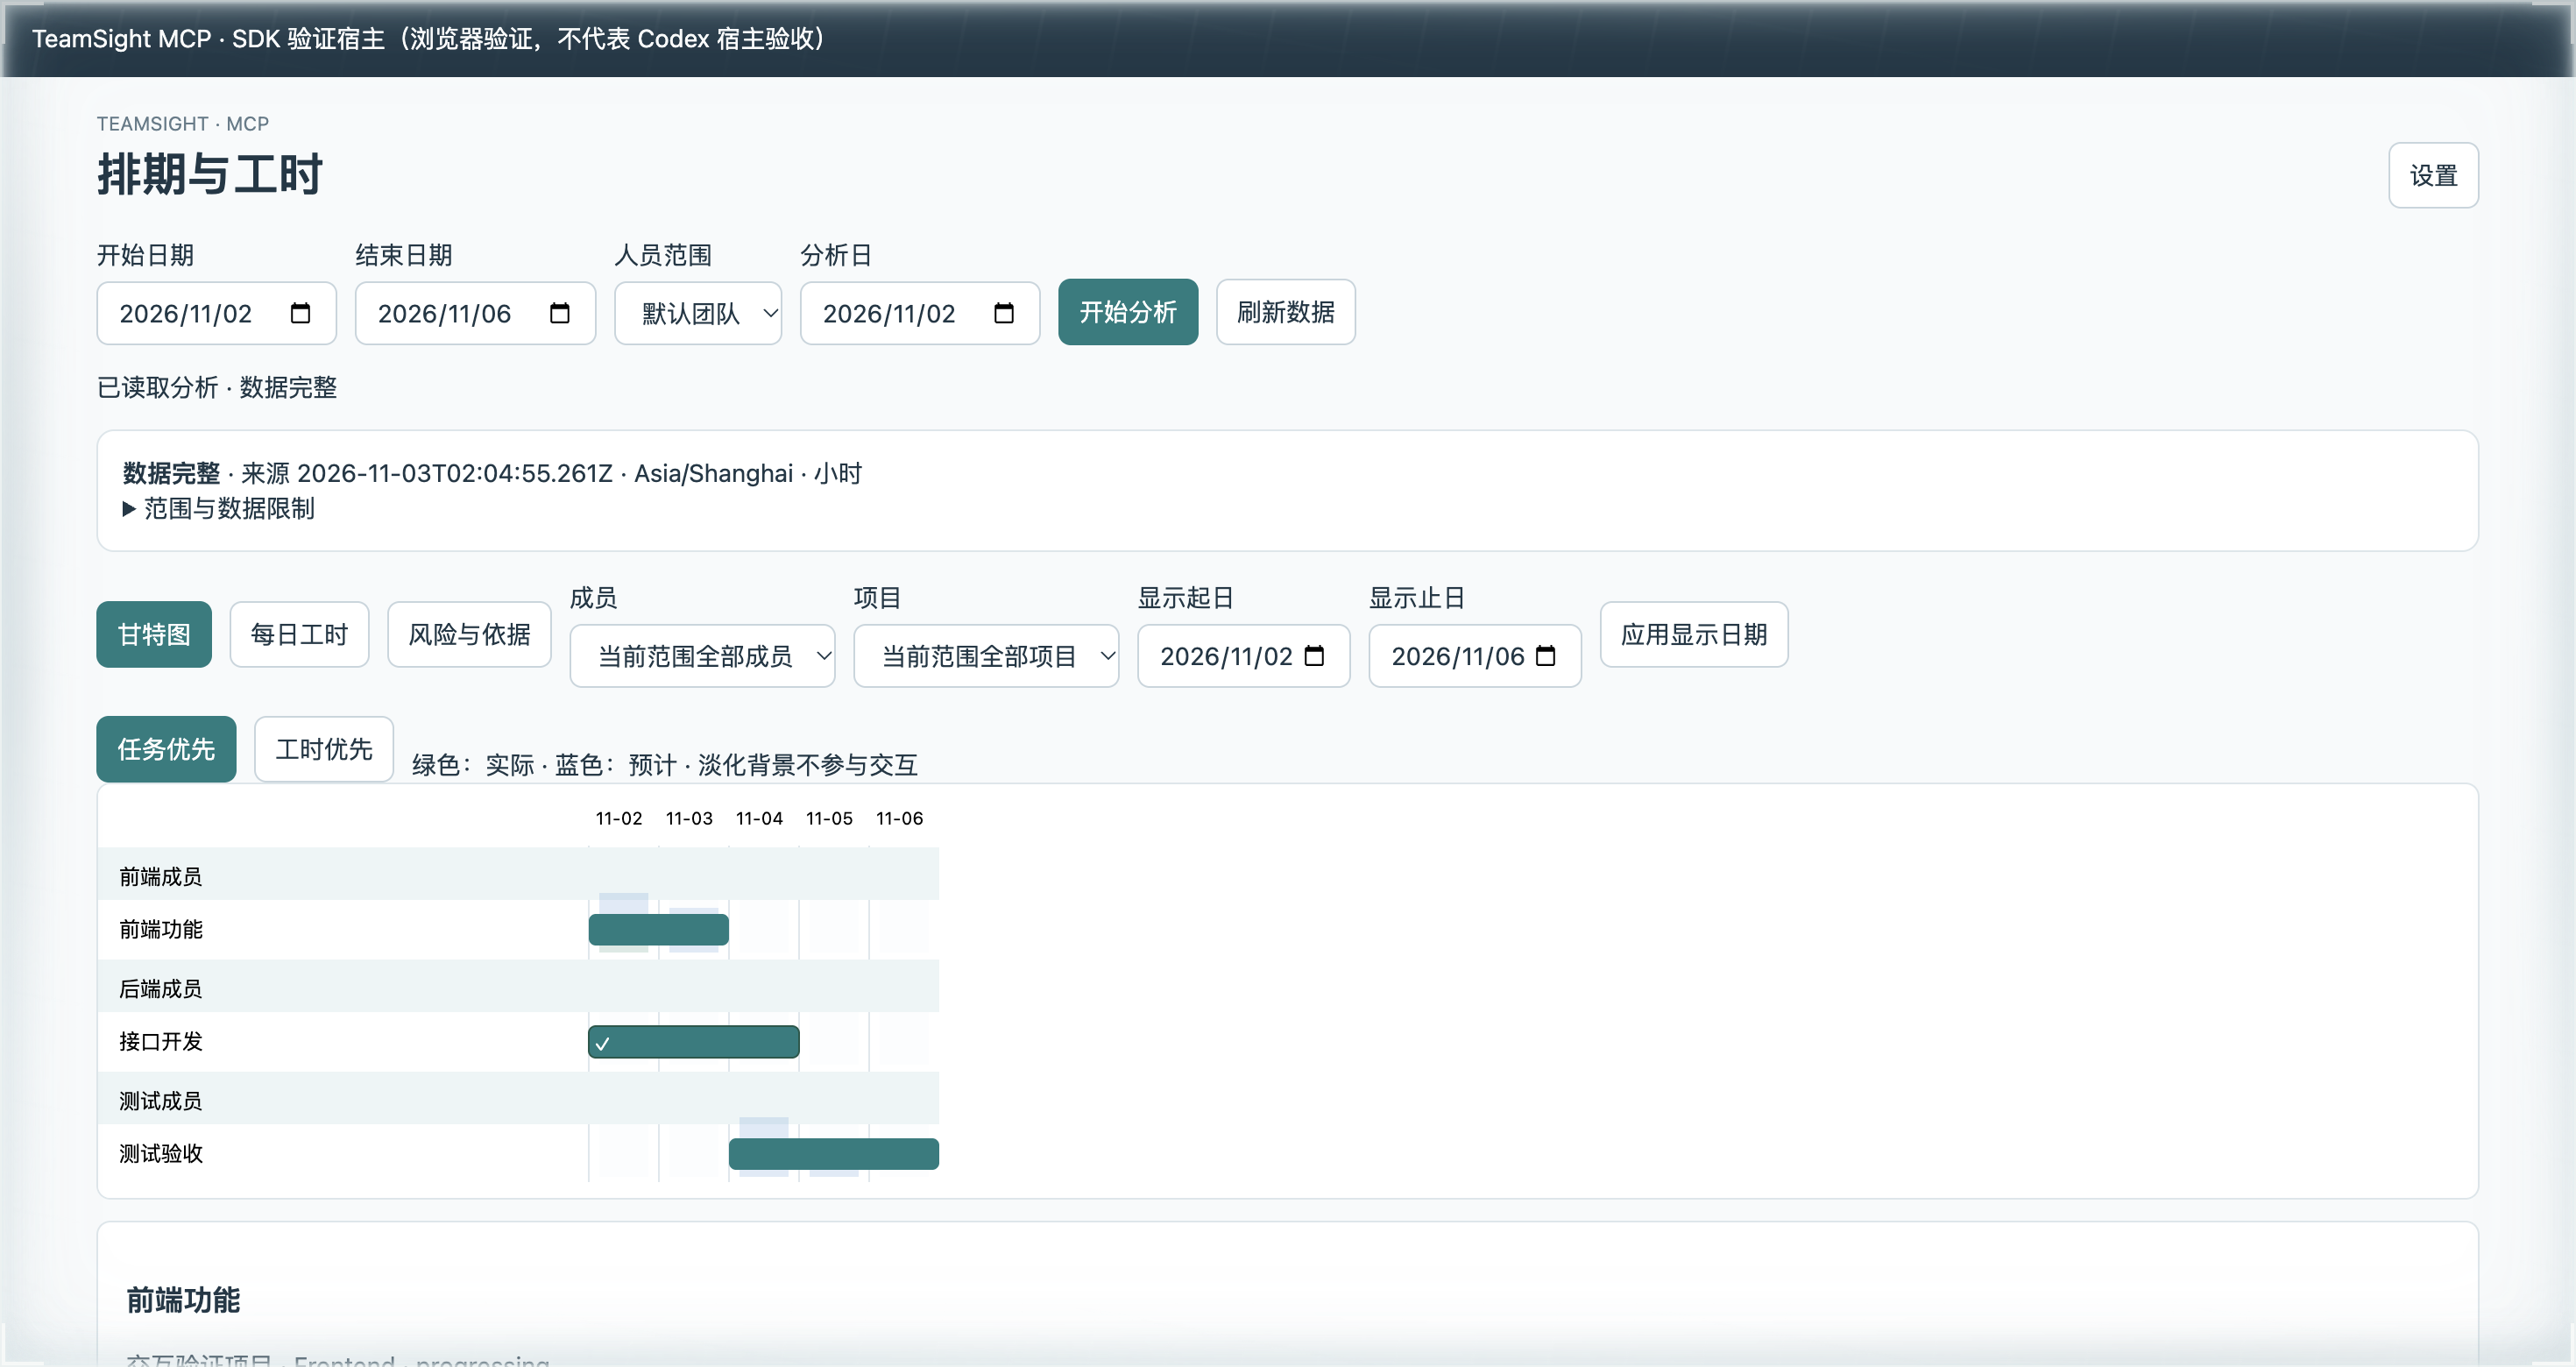 TeamSight MCP · SDK 验证宿主（浏览器验证，不代表 Codex 宿主验收）
TEAMSIGHT · MCP
排期与工时
设置
开始日期 结束日期 人员范围 分析日
2026/11/02 2026/11/06 默认团队 2026/11/02 开始分析 刷新数据
已读取分析 · 数据完整
数据完整 · 来源 2026-11-03T02:04:55.261Z · Asia/Shanghai · 小时
▶ 范围与数据限制
成员 项目 显示起日 显示止日
甘特图 每日工时 风险与依据 当前范围全部成员 当前范围全部项目 2026/11/02 2026/11/06 应用显示日期
任务优先 工时优先 绿色：实际 · 蓝色：预计 · 淡化背景不参与交互
11-02 11-03 11-04 11-05 11-06
前端成员
前端功能
后端成员
接口开发 ✓
测试成员
测试验收
前端功能
交互验证项目 · Frontend · progressing